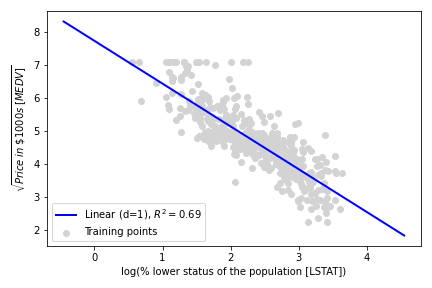 8
7
6
5
4
3
2
√Price in $1000s [MEDV]
Linear (d=1), R² = 0.69
Training points
0 1 2 3 4
log(% lower status of the population [LSTAT])